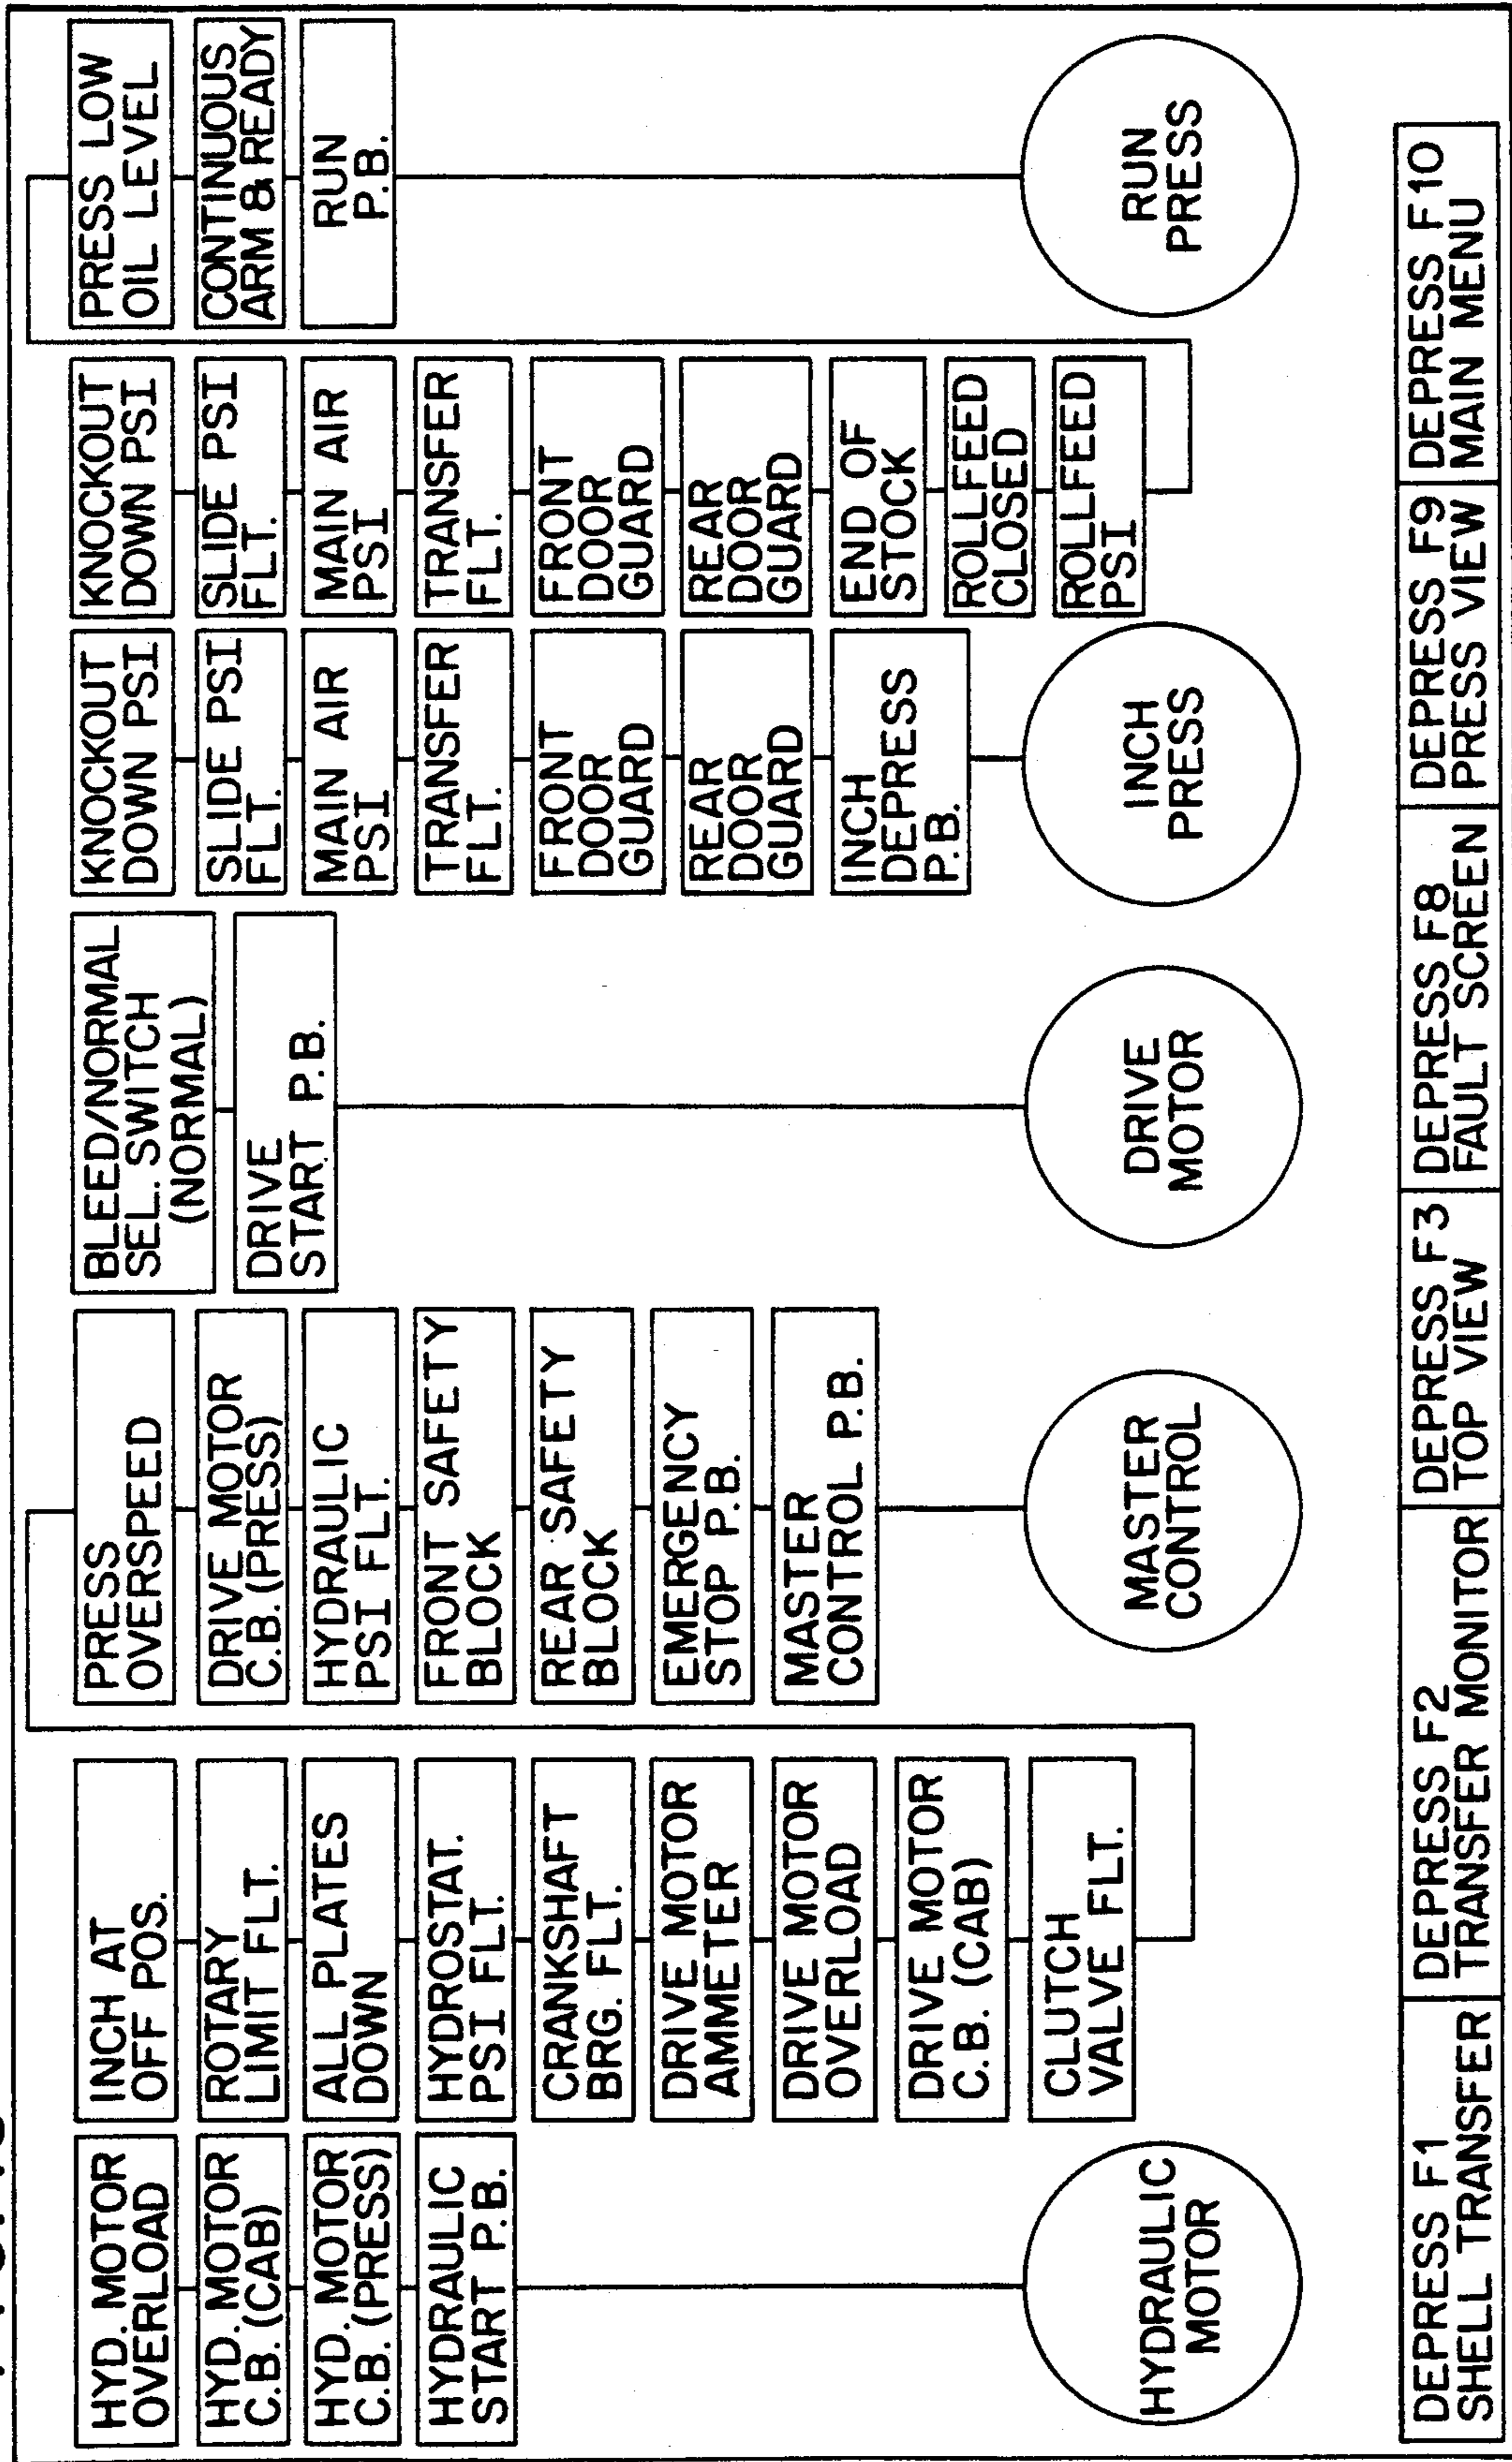 HYD. MOTOR
OVERLOAD
HYD. MOTOR
C.B. (CAB)
HYD. MOTOR
C.B. (PRESS)
HYDRAULIC
START P.B.
HYDRAULIC
MOTOR
INCH AT
OFF POS.
ROTARY
LIMIT FLT.
ALL PLATES
DOWN
HYDROSTAT.
PSI FLT.
CRANKSHAFT
BRG. FLT.
DRIVE MOTOR
AMMETER
DRIVE MOTOR
OVERLOAD
DRIVE MOTOR
C.B. (CAB)
CLUTCH
VALVE FLT.
PRESS
OVERSPEED
DRIVE MOTOR
C.B. (PRESS)
HYDRAULIC
PSI FLT.
FRONT SAFETY
BLOCK
REAR SAFETY
BLOCK
EMERGENCY
STOP P.B.
MASTER
CONTROL P.B.
MASTER
CONTROL
BLEED/NORMAL
SEL. SWITCH
(NORMAL)
DRIVE
START P.B.
DRIVE
MOTOR
KNOCKOUT
DOWN PSI
SLIDE PSI
FLT.
MAIN AIR
PSI
TRANSFER
FLT.
FRONT
DOOR
GUARD
REAR
DOOR
GUARD
INCH
DEPRESS
P.B.
INCH
PRESS
KNOCKOUT
DOWN PSI
SLIDE PSI
FLT.
MAIN AIR
PSI
TRANSFER
FLT.
FRONT
DOOR
GUARD
REAR
DOOR
GUARD
END OF
STOCK
ROLLFEED
CLOSED
ROLLFEED
PSI
PRESS LOW
OIL LEVEL
CONTINUOUS
ARM & READY
RUN
P.B.
RUN
PRESS
DEPRESS F1
SHELL TRANSFER
DEPRESS F2
TRANSFER MONITOR
DEPRESS F3
TOP VIEW
DEPRESS F8
FAULT SCREEN
DEPRESS F9
PRESS VIEW
DEPRESS F10
MAIN MENU